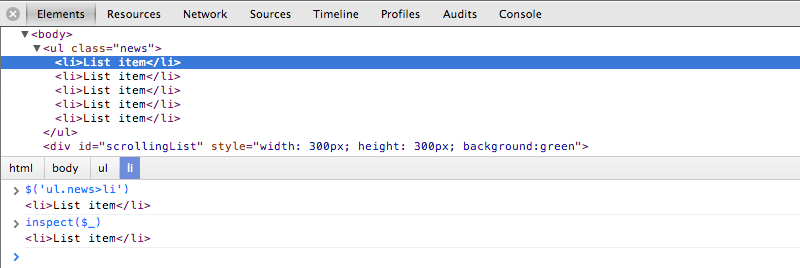 Elements Resources Network Sources Timeline Profiles Audits Console
<body>
<ul class="news">
<li>List item</li>
<li>List item</li>
<li>List item</li>
<li>List item</li>
<li>List item</li>
</ul>
<div id="scrollingList" style="width: 300px; height: 300px; background:green">
html body ul li
> $('ul.news>li')
<li>List item</li>
> inspect($_)
<li>List item</li>
>